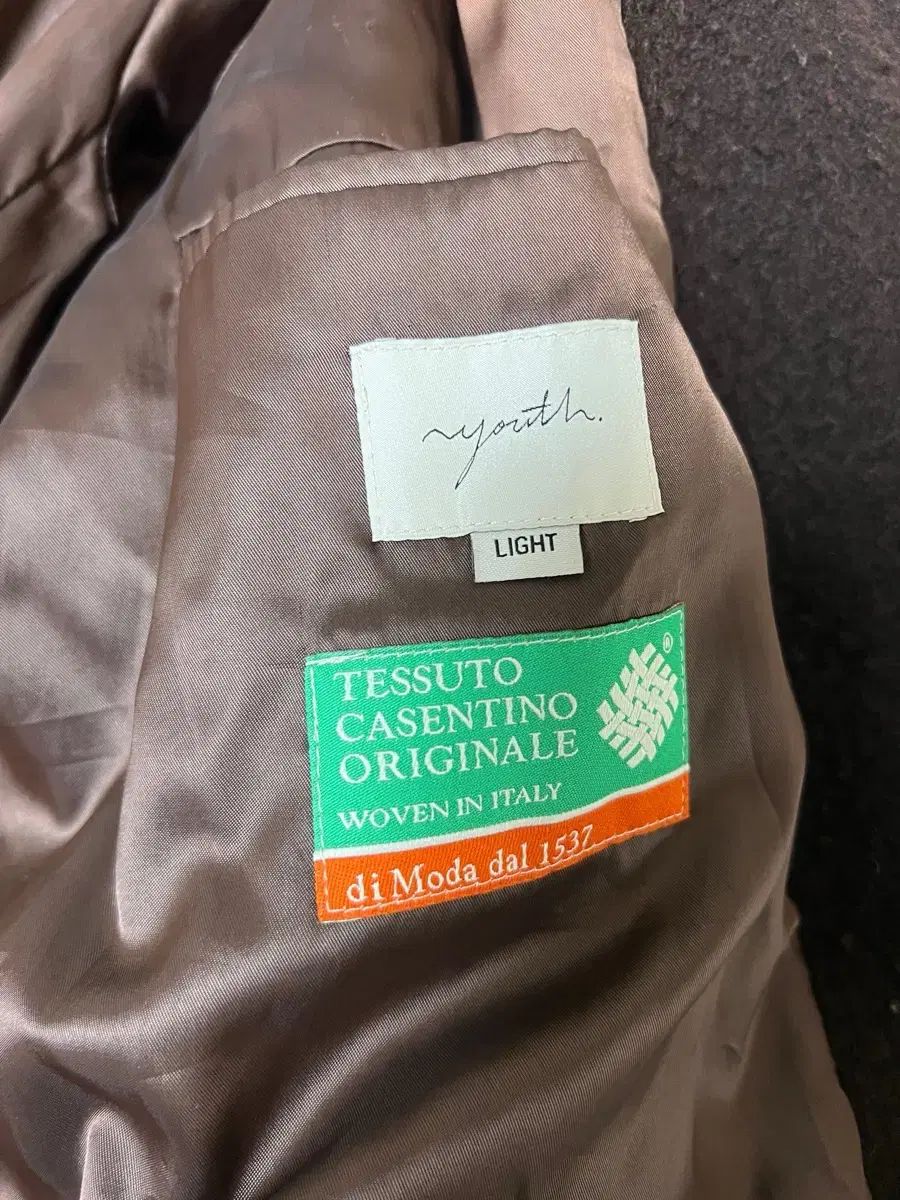 youth.
LIGHT
TESSUTO
CASENTINO
ORIGINALE
WOVEN IN ITALY
di Moda dal 1537
®